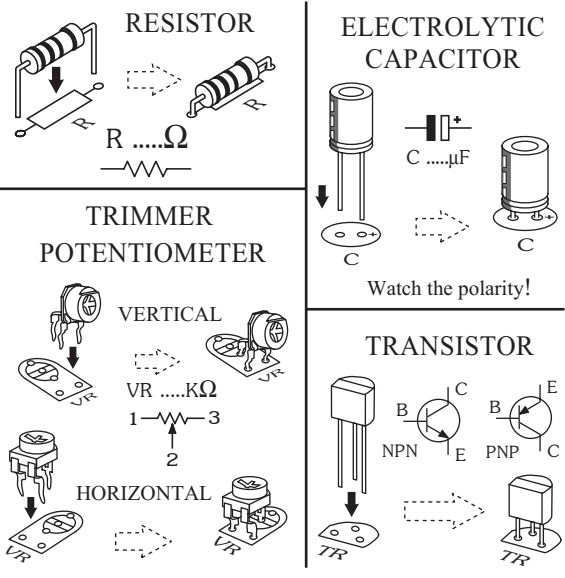 RESISTOR
R
R
R .....Ω
TRIMMER
POTENTIOMETER
VERTICAL
VR
VR
VR .....KΩ
1
3
2
HORIZONTAL
VR
VR
ELECTROLYTIC
CAPACITOR
+
C .....μF
+
C
+
C
Watch the polarity!
TRANSISTOR
B
C
E
NPN
B
E
C
PNP
TR
TR